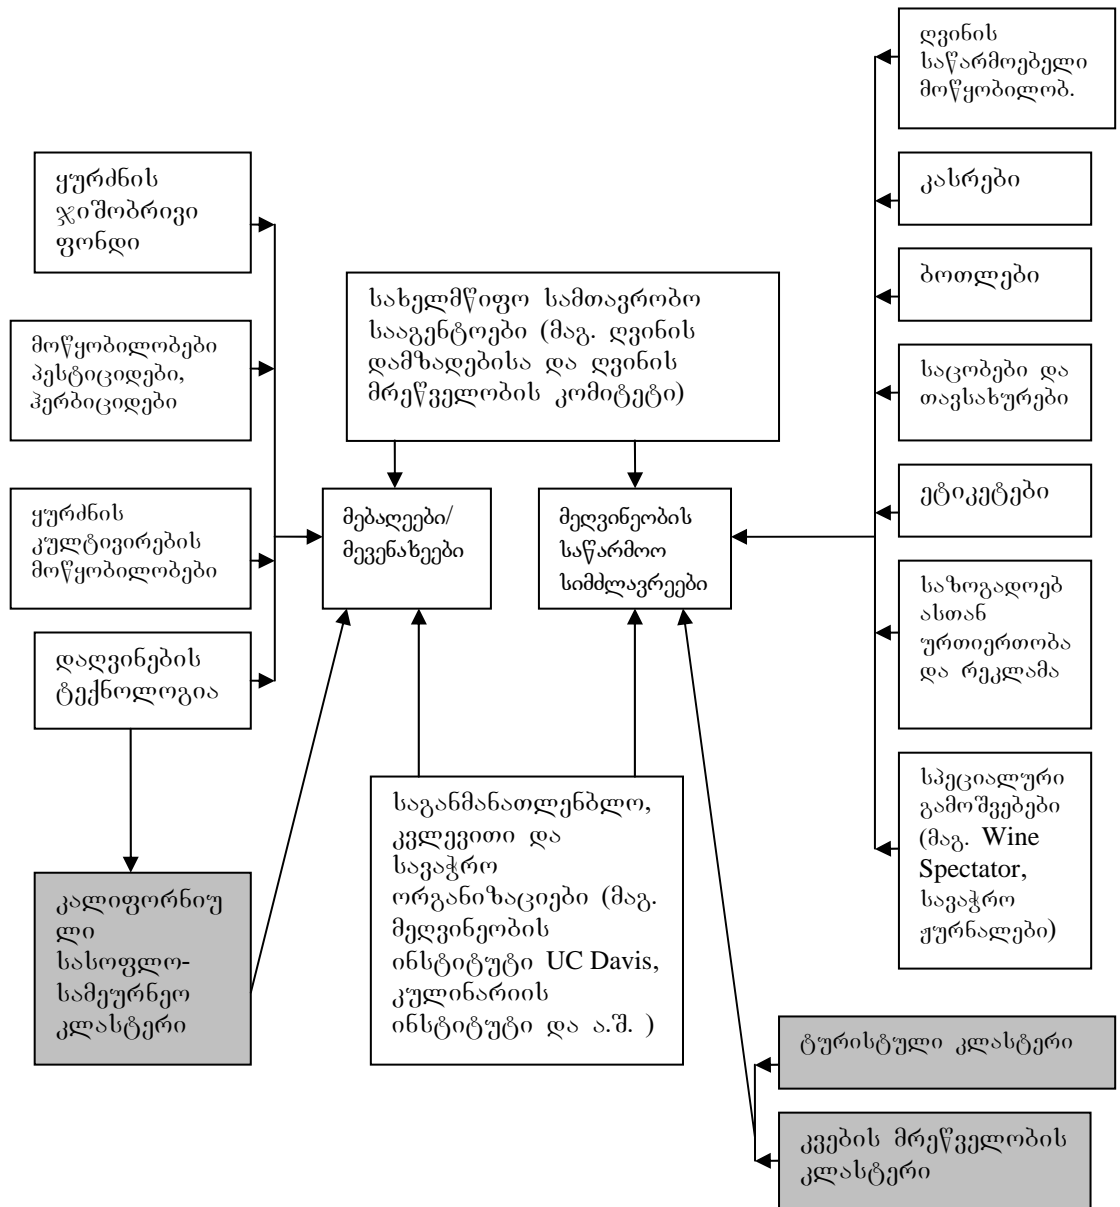 ღვინის
საწარმოებელი
მოწყობილობ.
ყურძნის
ჯიშობრივი
ფონდი
კასრები
ბოთლები
სახელმწიფო სამთავრობო
სააგენტოები (მაგ. ღვინის
დამზადებისა და ღვინის
მრეწველობის კომიტეტი)
მოწყობილობები
პესტიციდები,
ჰერბიციდები
საცობები და
თავსახურები
ყურძნის
კულტივირების
მოწყობილობები
მებაღეები/
მევენახეები
მეღვინეობის
საწარმოო
სიმძლავრეები
ეტიკეტები
საზოგადოებ
ასთან
ურთიერთობა
და რეკლამა
დაღვინების
ტექნოლოგია
საგანმანათლენბლო,
კვლევითი და
სავაჭრო
ორგანიზაციები (მაგ.
მეღვინეობის
ინსტიტუტი UC Davis,
კულინარიის
ინსტიტუტი და ა.შ. )
სპეციალური
გამოშვებები
(მაგ. Wine
Spectator,
სავაჭრო
ჟურნალები)
კალიფორნიუ
ლი
სასოფლო-
სამეურნეო
კლასტერი
ტურისტული კლასტერი
კვების მრეწველობის
კლასტერი